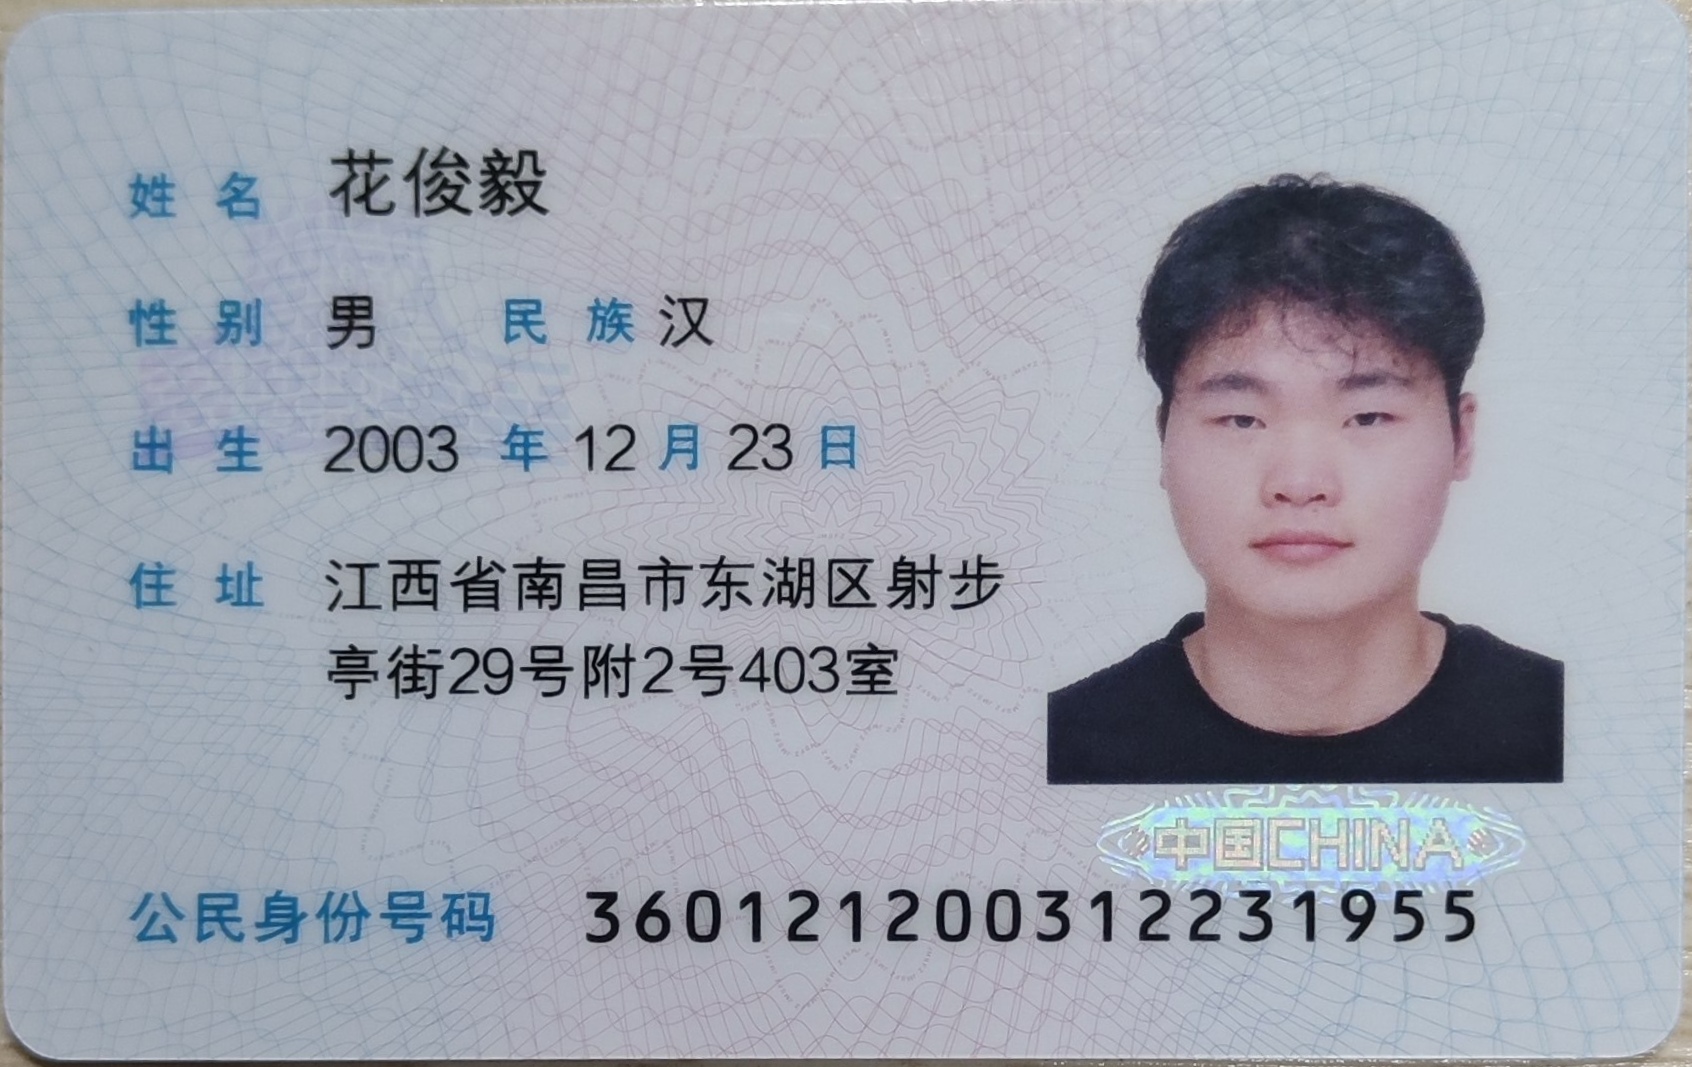 姓名 花俊毅
性别 男 民族 汉
出生 2003 年 12 月 23 日
住址 江西省南昌市东湖区射步
亭街29号附2号403室
中国CHINA
公民身份号码 360121200312231955